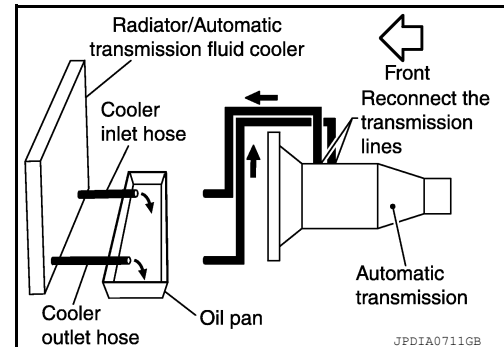 Radiator/Automatic
transmission fluid cooler
Cooler
inlet hose
Front
Reconnect the
transmission
lines
Automatic
transmission
Oil pan
Cooler
outlet hose
JPDIA0711GB